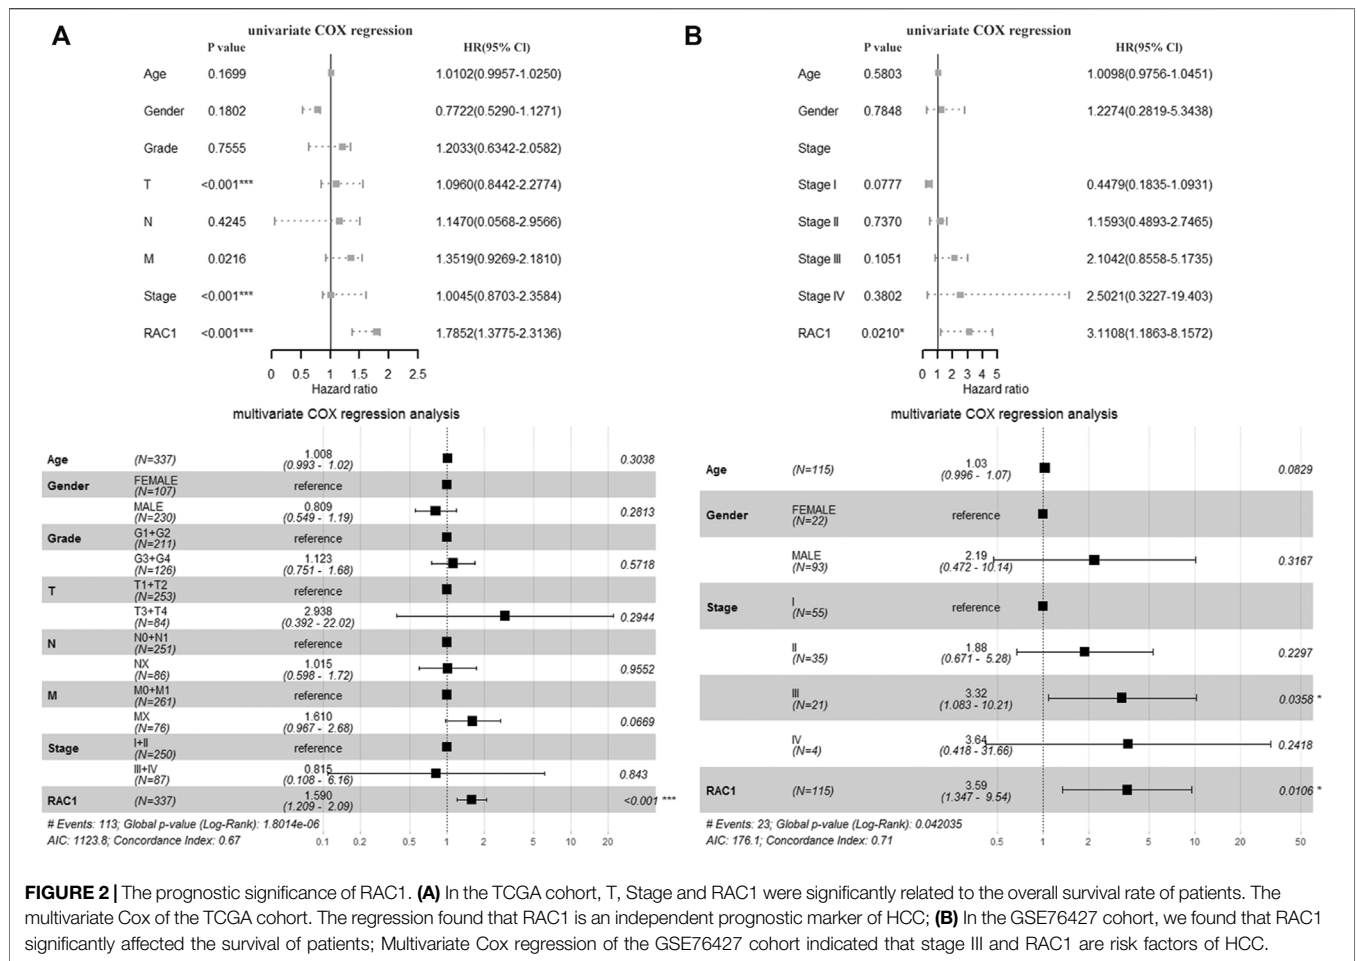 A
univariate COX regression
P value HR(95% CI)
Age 0.1699 1.0102(0.9957-1.0250)
Gender 0.1802 0.7722(0.5290-1.1271)
Grade 0.7555 1.2033(0.6342-2.0582)
T <0.001*** 1.0960(0.8442-2.2774)
N 0.4245 1.1470(0.0568-2.9566)
M 0.0216 1.3519(0.9269-2.1810)
Stage <0.001*** 1.0045(0.8703-2.3584)
RAC1 <0.001*** 1.7852(1.3775-2.3136)
0 0.5 1 1.5 2 2.5
Hazard ratio
multivariate COX regression analysis
Age (N=337) 1.008 (0.993 - 1.02) 0.3038
Gender FEMALE (N=107) reference
MALE (N=230) 0.809 (0.549 - 1.19) 0.2813
Grade G1+G2 (N=211) reference
G3+G4 (N=126) 1.123 (0.751 - 1.68) 0.5718
T T1+T2 (N=253) reference
T3+T4 (N=84) 2.938 (0.392 - 22.02) 0.2944
N N0+N1 (N=251) reference
NX (N=86) 1.015 (0.598 - 1.72) 0.9552
M M0+M1 (N=261) reference
MX (N=76) 1.610 (0.967 - 2.68) 0.0669
Stage I+II (N=250) reference
III+IV (N=87) 0.815 (0.108 - 6.16) 0.843
RAC1 (N=337) 1.590 (1.209 - 2.09) <0.001 ***
# Events: 113; Global p-value (Log-Rank): 1.8014e-06
AIC: 1123.8; Concordance Index: 0.67
0.1 0.2 0.5 1 2 5 10 20
B
univariate COX regression
P value HR(95% CI)
Age 0.5803 1.0098(0.9756-1.0451)
Gender 0.7848 1.2274(0.2819-5.3438)
Stage
Stage I 0.0777 0.4479(0.1835-1.0931)
Stage II 0.7370 1.1593(0.4893-2.7465)
Stage III 0.1051 2.1042(0.8558-5.1735)
Stage IV 0.3802 2.5021(0.3227-19.403)
RAC1 0.0210* 3.1108(1.1863-8.1572)
0 1 2 3 4 5
Hazard ratio
multivariate COX regression analysis
Age (N=115) 1.03 (0.996 - 1.07) 0.0829
Gender FEMALE (N=22) reference
MALE (N=93) 2.19 (0.472 - 10.14) 0.3167
Stage I (N=55) reference
II (N=35) 1.88 (0.671 - 5.28) 0.2297
III (N=21) 3.32 (1.083 - 10.21) 0.0358 *
IV (N=4) 3.64 (0.418 - 31.66) 0.2418
RAC1 (N=115) 3.59 (1.347 - 9.54) 0.0106 *
# Events: 23; Global p-value (Log-Rank): 0.042035
AIC: 176.1; Concordance Index: 0.71
0.5 1 2 5 10 20 50
FIGURE 2 | The prognostic significance of RAC1. (A) In the TCGA cohort, T, Stage and RAC1 were significantly related to the overall survival rate of patients. The
multivariate Cox of the TCGA cohort. The regression found that RAC1 is an independent prognostic marker of HCC; (B) In the GSE76427 cohort, we found that RAC1
significantly affected the survival of patients; Multivariate Cox regression of the GSE76427 cohort indicated that stage III and RAC1 are risk factors of HCC.